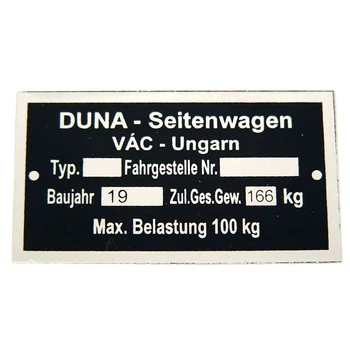 DUNA - Seitenwagen
VÁC - Ungarn
Typ. Fahrgestelle Nr.
Baujahr 19 Zul.Ges.Gew. 166 kg
Max. Belastung 100 kg